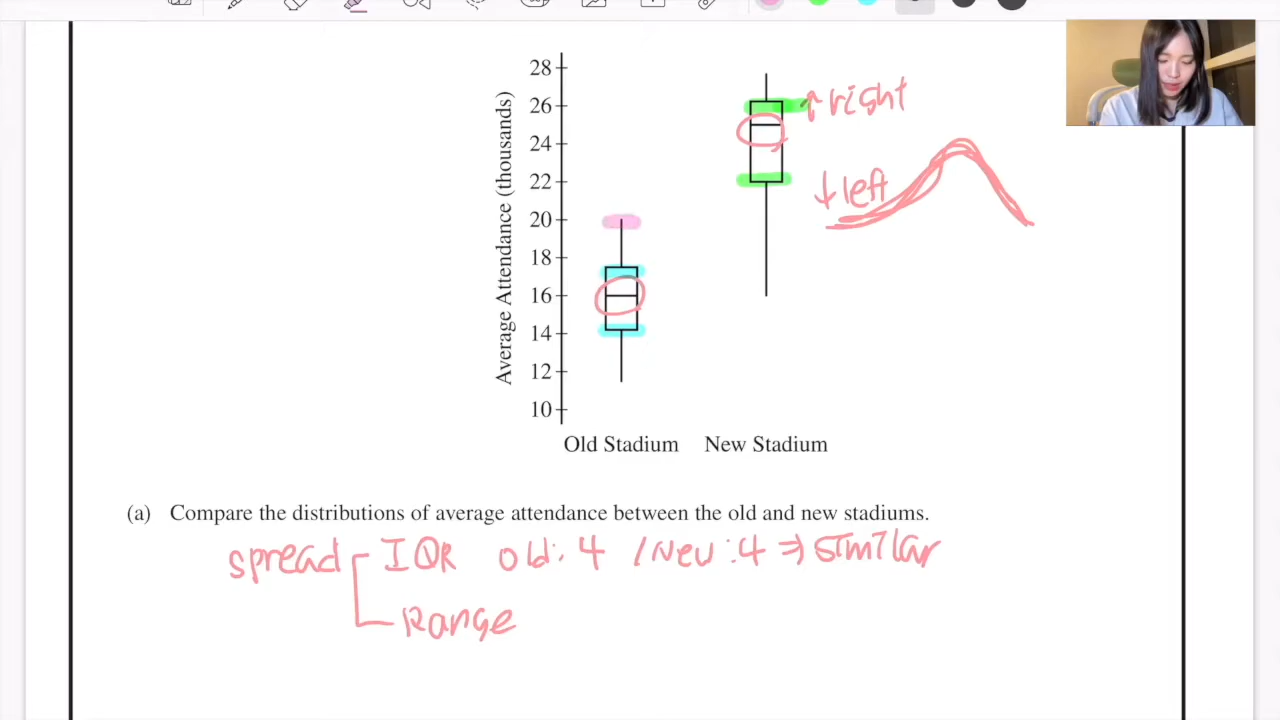 28
26
24
22
20
18
16
14
12
10
Average Attendance (thousands)
Old Stadium New Stadium
↑ right
↓ left
(a) Compare the distributions of average attendance between the old and new stadiums.
spread IQR Old: 4 / New: 4 ⇒ similar
Range